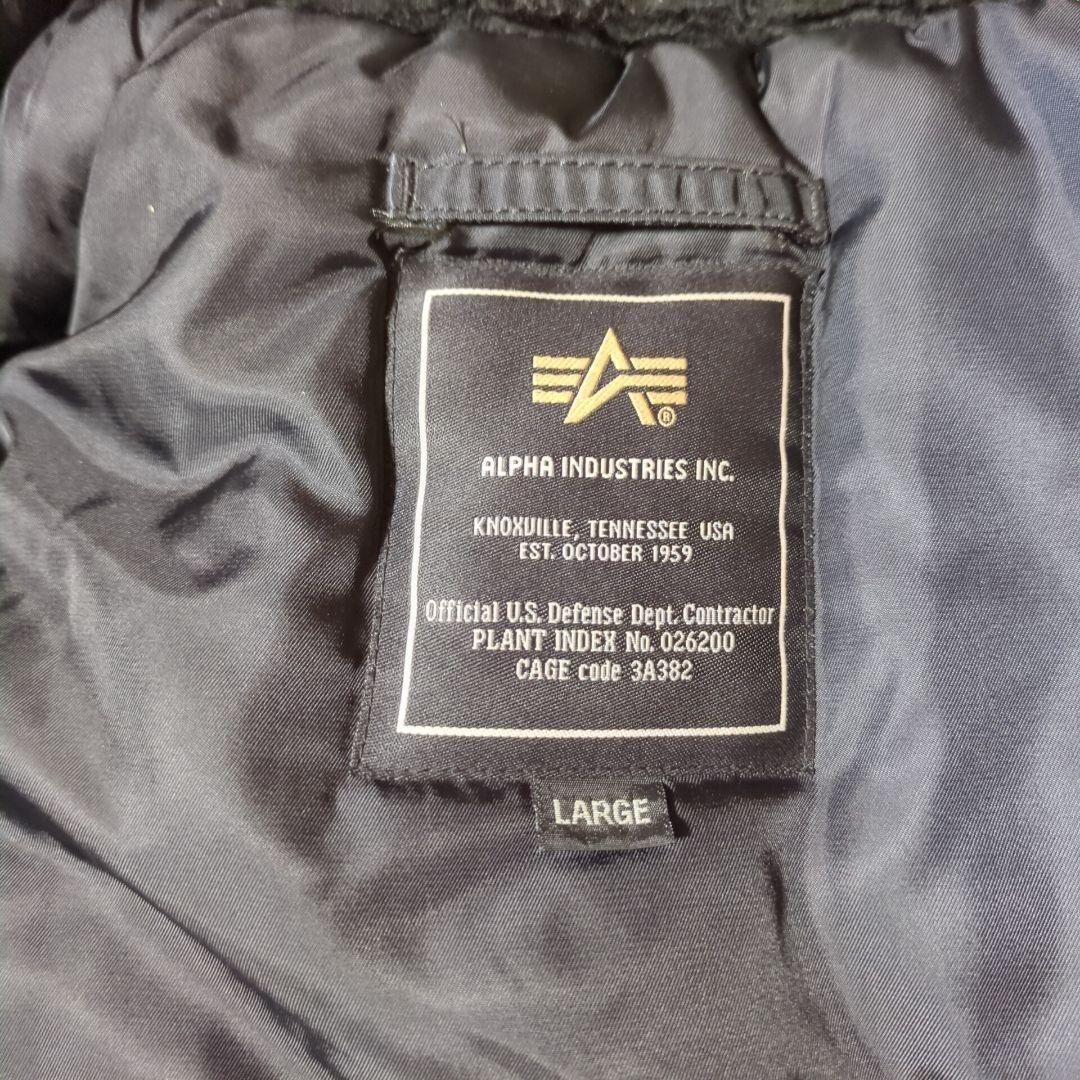 ®
ALPHA INDUSTRIES INC.
KNOXVILLE, TENNESSEE USA
EST. OCTOBER 1959
Official U.S. Defense Dept. Contractor
PLANT INDEX No. 026200
CAGE code 3A382
LARGE